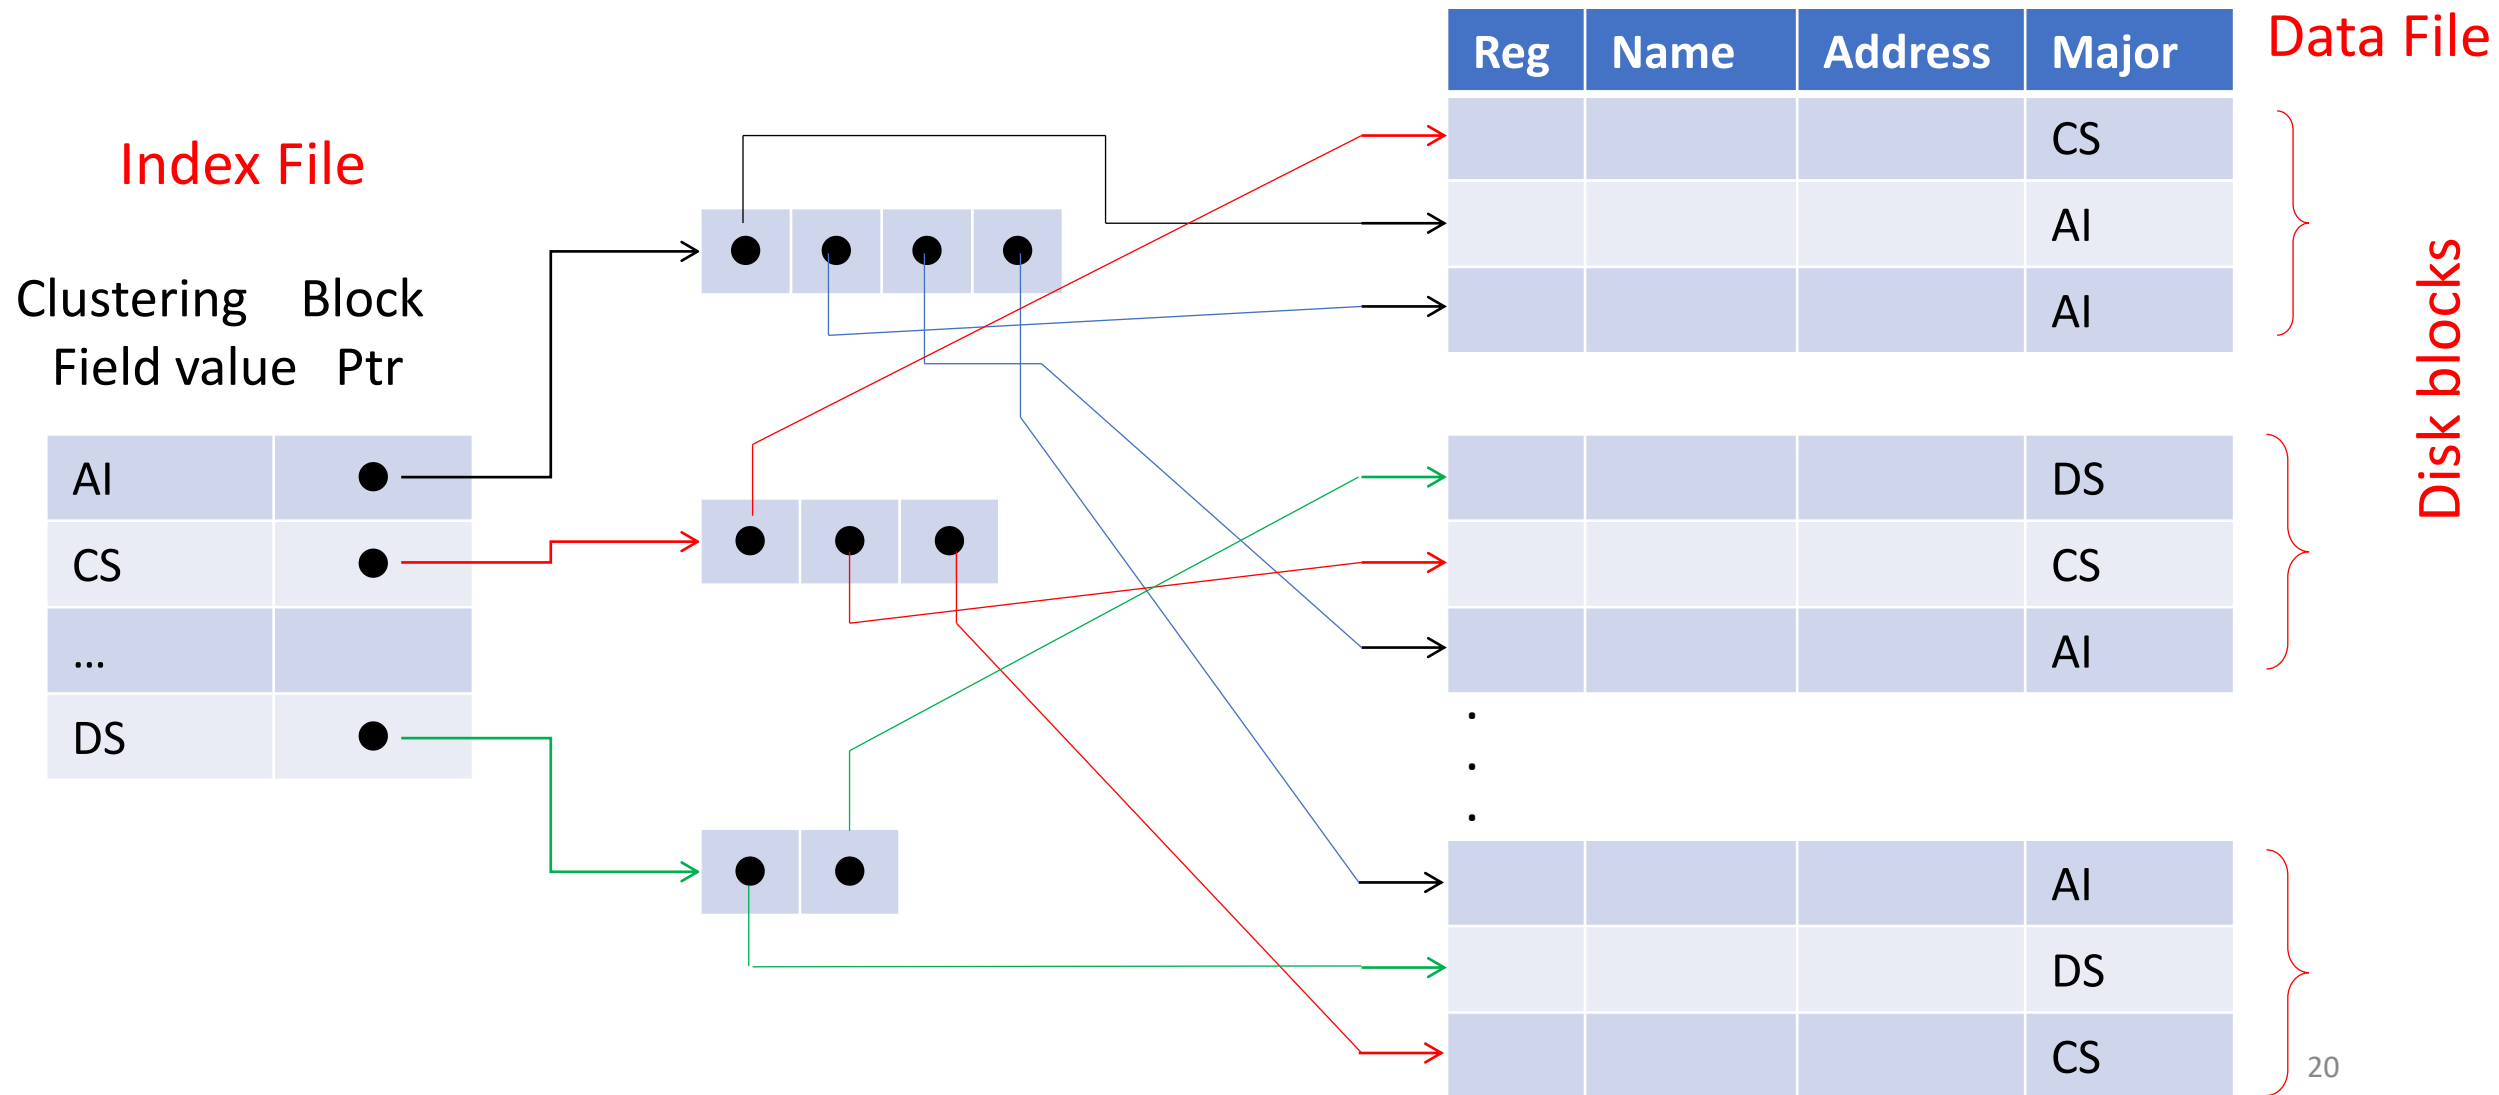 Data File
Reg Name Address Major
Index File
Clustering Block
Field value Ptr
AI
CS
...
DS
CS
AI
AI
DS
CS
AI
.
.
.
AI
DS
CS
Disk blocks
20